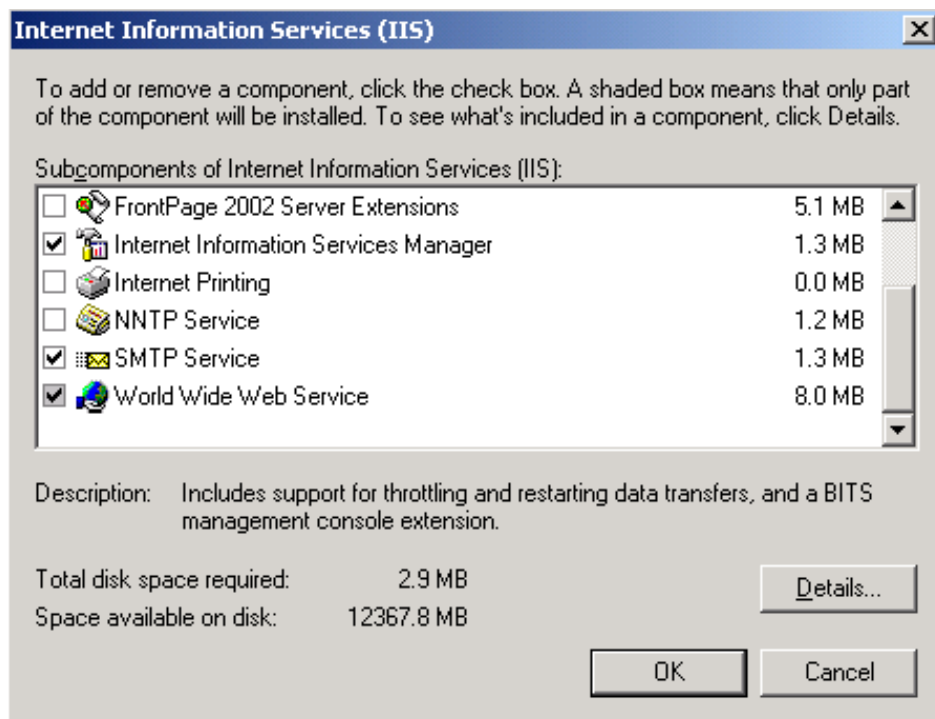 Internet Information Services (IIS)
To add or remove a component, click the check box. A shaded box means that only part
of the component will be installed. To see what's included in a component, click Details.
Subcomponents of Internet Information Services (IIS):
FrontPage 2002 Server Extensions 5.1 MB
Internet Information Services Manager 1.3 MB
Internet Printing 0.0 MB
NNTP Service 1.2 MB
SMTP Service 1.3 MB
World Wide Web Service 8.0 MB
Description: Includes support for throttling and restarting data transfers, and a BITS
management console extension.
Total disk space required: 2.9 MB
Details...
Space available on disk: 12367.8 MB
OK Cancel